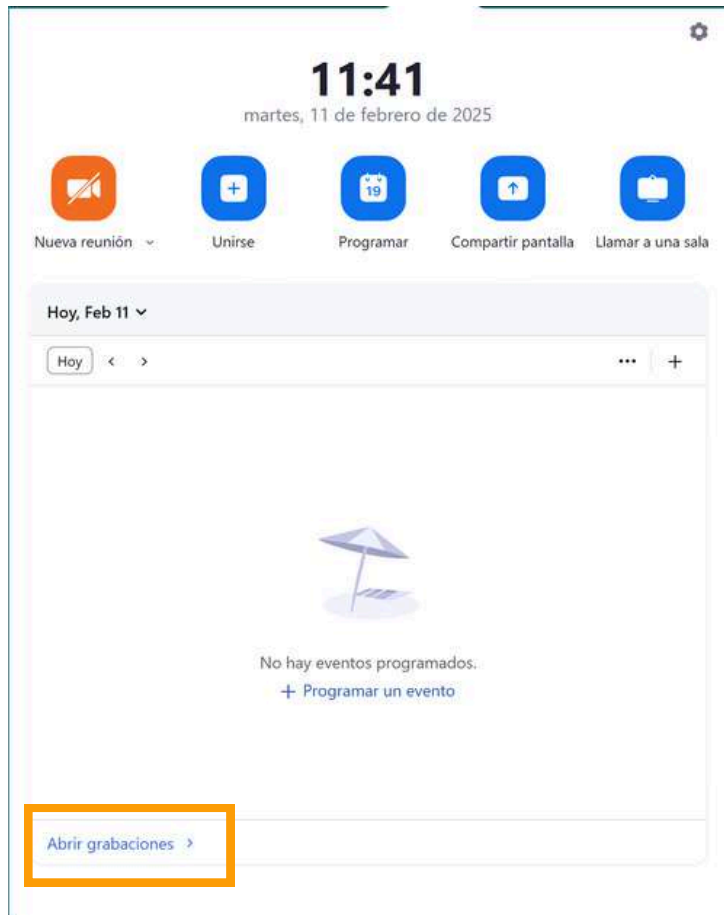 11:41
martes, 11 de febrero de 2025
19
Nueva reunión
Unirse
Programar
Compartir pantalla
Llamar a una sala
Hoy, Feb 11
Hoy
No hay eventos programados.
+ Programar un evento
Abrir grabaciones